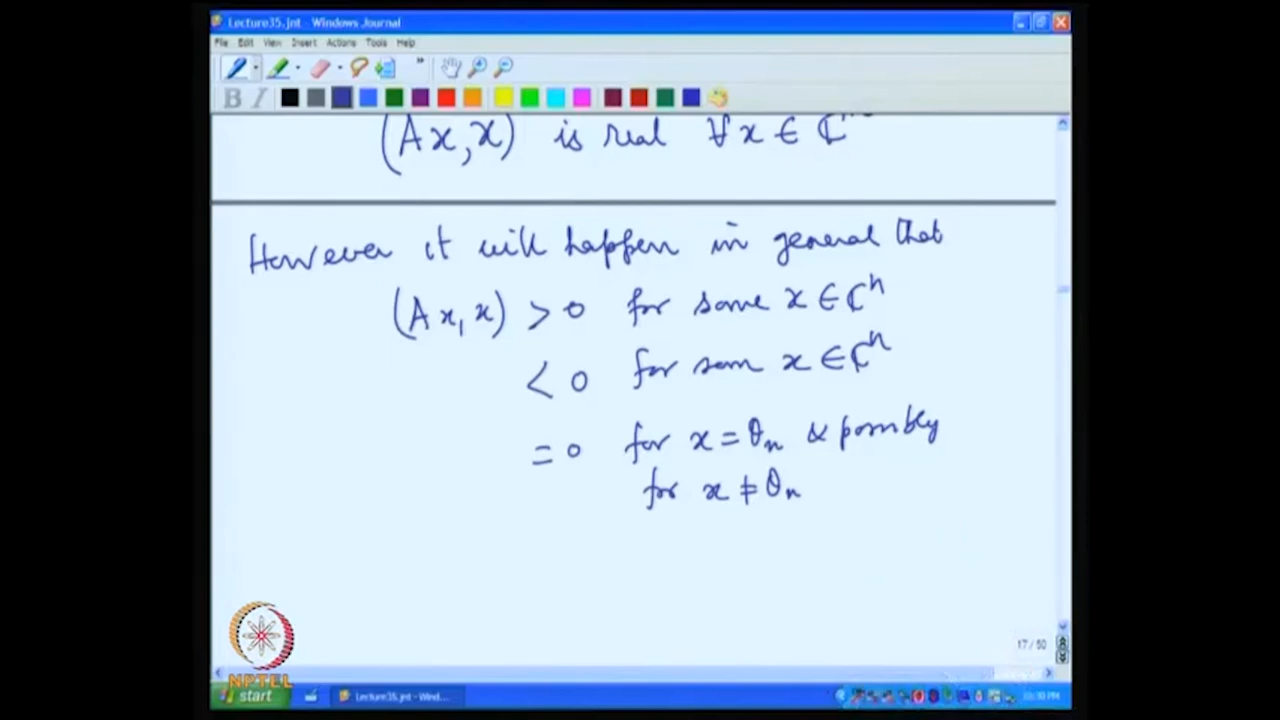 Lecture35.jnt - Windows Journal
File Edit View Insert Actions Tools Help
B I
(Ax, x) is real ∀ x ∈ ℂ
However it will happen in general that
(Ax, x) > 0 for some x ∈ ℂⁿ
< 0 for som x ∈ ℂⁿ
= 0 for x = θₙ & possibly
for x ≠ θₙ
17 / 50
NPTEL
start Lecture35.jnt - Wind...